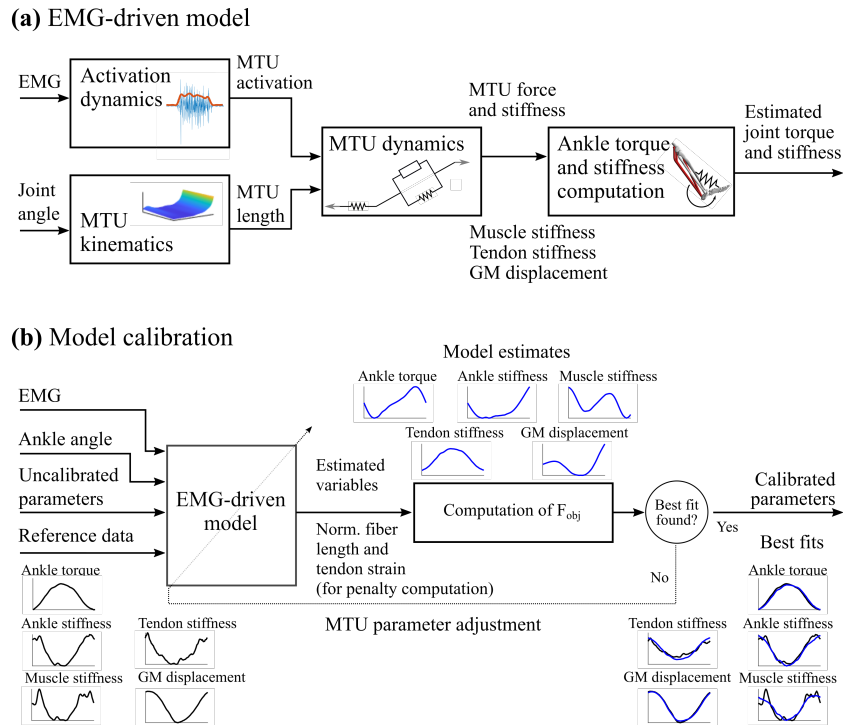 (a) EMG-driven model
EMG
Activation
dynamics
MTU
activation
Joint
angle
MTU
kinematics
MTU
length
MTU dynamics
MTU force
and stiffness
Muscle stiffness
Tendon stiffness
GM displacement
Ankle torque
and stiffness
computation
Estimated
joint torque
and stiffness
(b) Model calibration
Model estimates
Ankle torque
Ankle stiffness
Muscle stiffness
Tendon stiffness
GM displacement
EMG
Ankle angle
Uncalibrated
parameters
Reference data
EMG-driven
model
Estimated
variables
Norm. fiber
length and
tendon strain
(for penalty computation)
Computation of Fobj
Best fit
found?
Yes
No
Calibrated
parameters
MTU parameter adjustment
Ankle torque
Ankle stiffness
Tendon stiffness
Muscle stiffness
GM displacement
Best fits
Ankle torque
Tendon stiffness
Ankle stiffness
GM displacement
Muscle stiffness